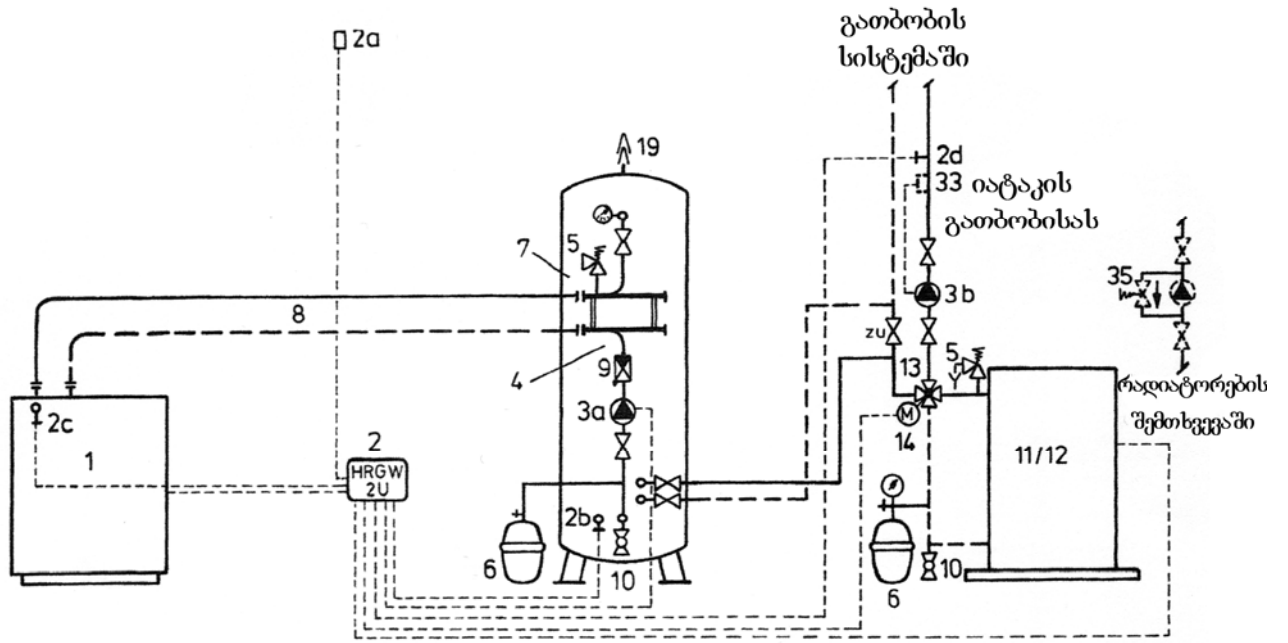 გათბობის
სისტემაში
2a
19
2d
33 იატაკის
გათბობისას
5
7
35
3b
8
zu
5
13
4
9
რადიატორების
შემთხვევაში
2c
3a
M
14
1
2
11/12
HRGW
2U
2b
6
10
10
6